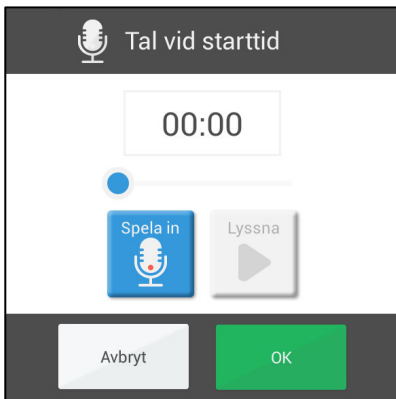 Tal vid starttid
00:00
Spela in
Lyssna
Avbryt
OK